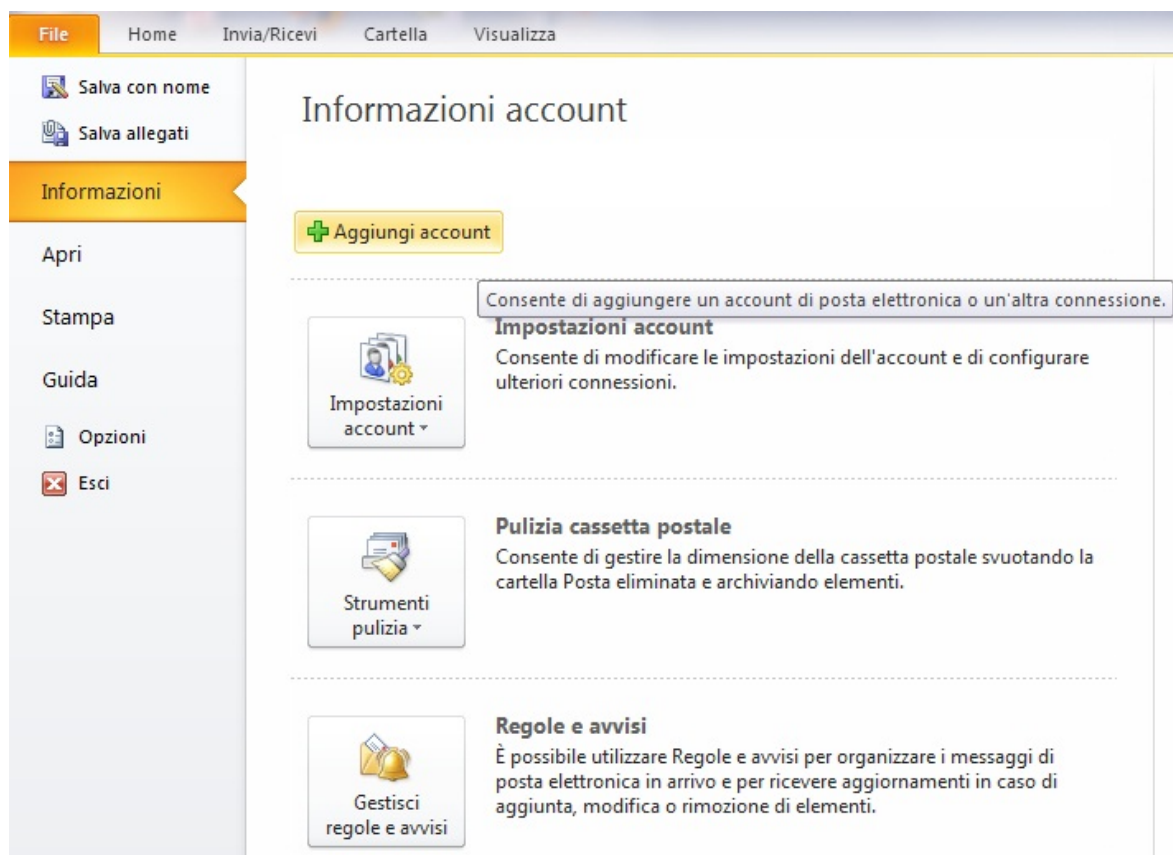 File Home Invia/Ricevi Cartella Visualizza
Salva con nome
Salva allegati
Informazioni
Apri
Stampa
Guida
Opzioni
Esci
Informazioni account
Aggiungi account
Consente di aggiungere un account di posta elettronica o un'altra connessione.
Impostazioni
account
Impostazioni account
Consente di modificare le impostazioni dell'account e di configurare
ulteriori connessioni.
Strumenti
pulizia
Pulizia cassetta postale
Consente di gestire la dimensione della cassetta postale svuotando la
cartella Posta eliminata e archiviando elementi.
Gestisci
regole e avvisi
Regole e avvisi
È possibile utilizzare Regole e avvisi per organizzare i messaggi di
posta elettronica in arrivo e per ricevere aggiornamenti in caso di
aggiunta, modifica o rimozione di elementi.